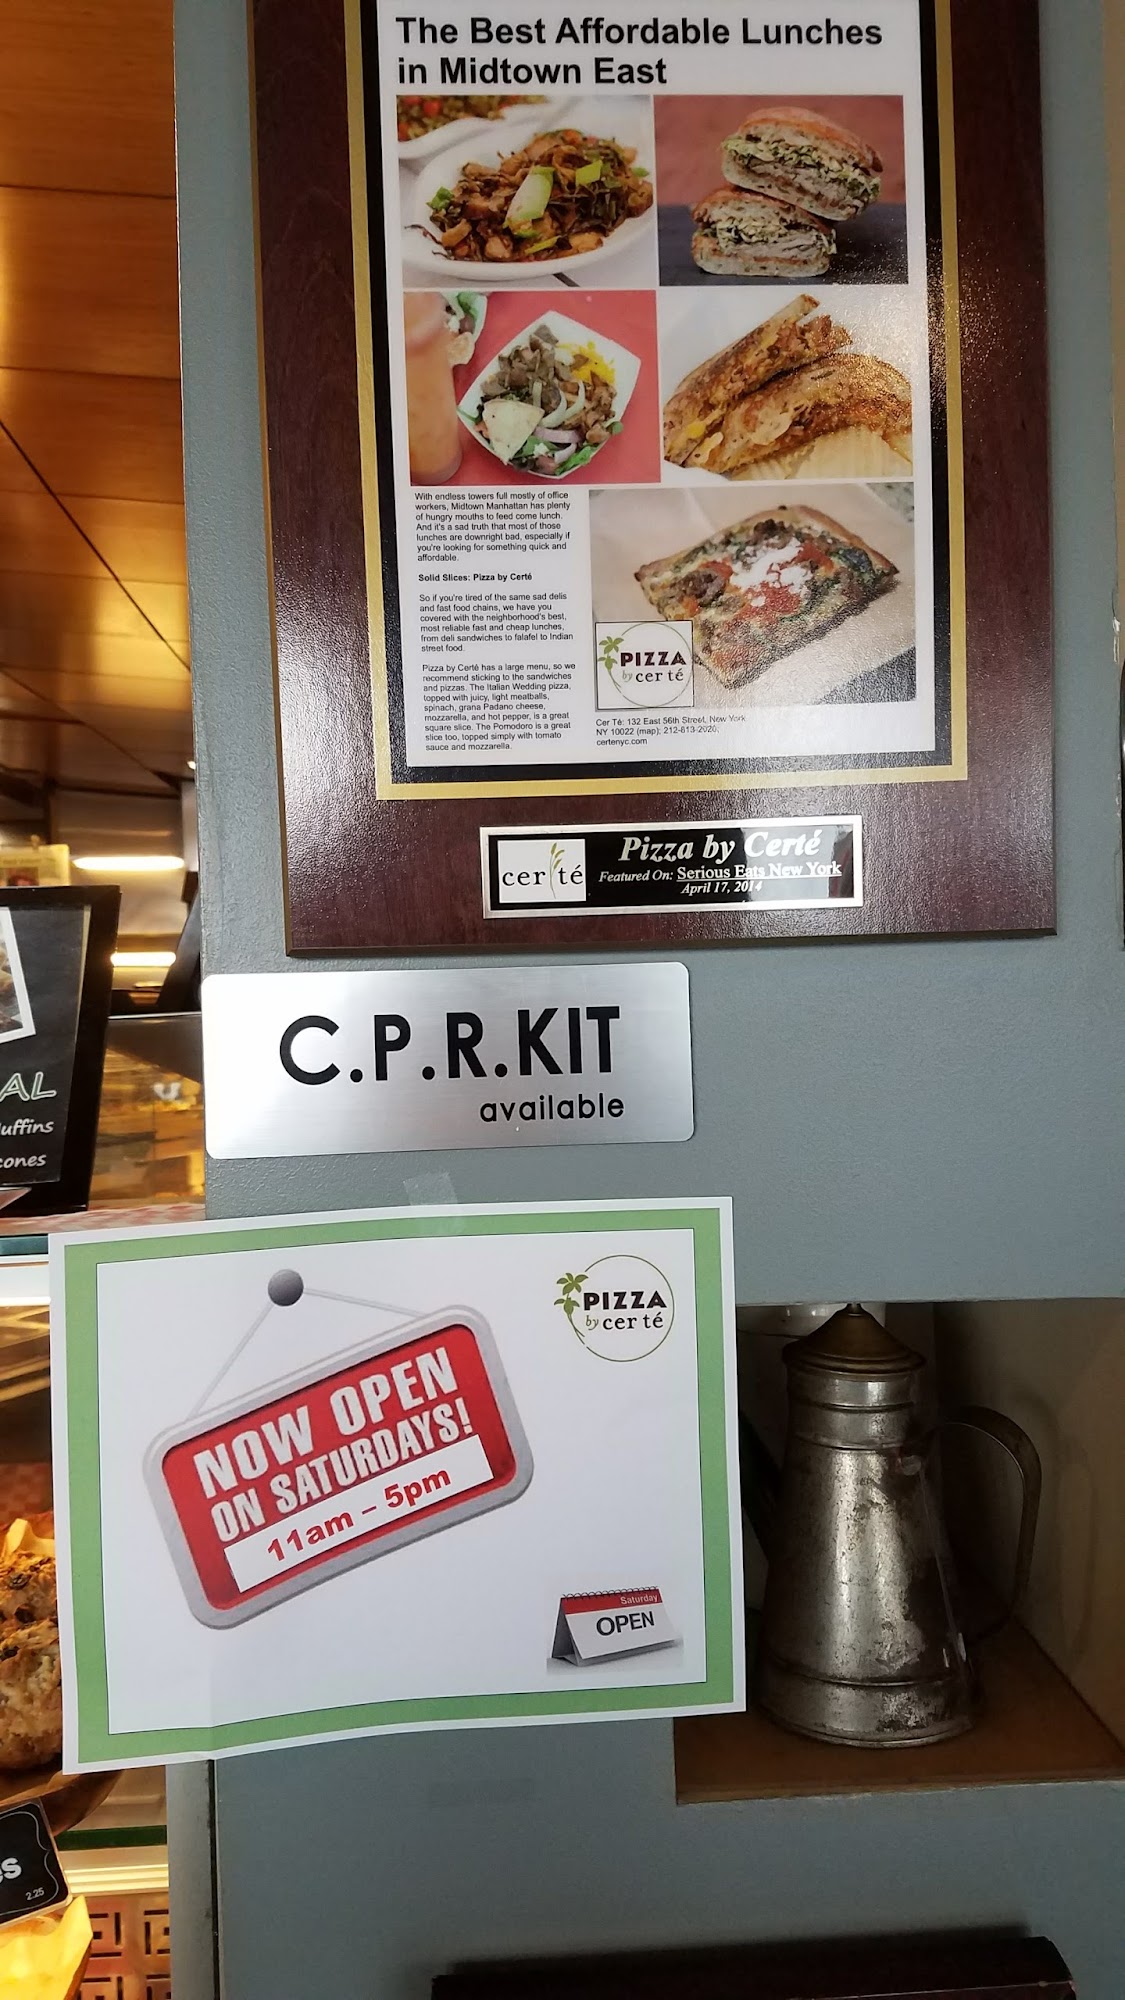 The Best Affordable Lunches
in Midtown East
With endless towers full mostly of office
workers, Midtown Manhattan has plenty
of hungry mouths to feed come lunch.
And it's a sad truth that most of those
lunches are downright bad, especially if
you're looking for something quick and
affordable.
Solid Slices: Pizza by Certé
So if you're tired of the same sad delis
and fast food chains, we have you
covered with the neighborhood's best,
most reliable fast and cheap lunches,
from deli sandwiches to falafel to Indian
street food.
Pizza by Certé has a large menu, so we
recommend sticking to the sandwiches
and pizzas. The Italian Wedding pizza,
topped with juicy, light meatballs,
spinach, grana Padano cheese,
mozzarella, and hot pepper, is a great
square slice. The Pomodoro is a great
slice too, topped simply with tomato
sauce and mozzarella.
PIZZA
by cer té
Cer Té: 132 East 56th Street, New York
NY 10022 (map); 212-813-2020;
certenyc.com
cer té
Pizza by Certé
Featured On: Serious Eats New York
April 17, 2014
C.P.R.KIT
available
AL
uffins
cones
PIZZA
by cer té
NOW OPEN
ON SATURDAYS!
11am – 5pm
Saturday
OPEN
s
2.25